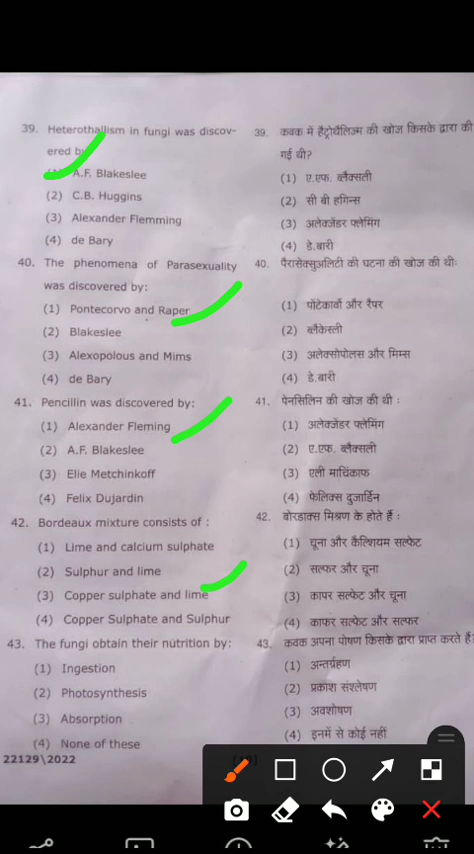 39. Heterothallism in fungi was discov-
ered by
A.F. Blakeslee
(2) C.B. Huggins
(3) Alexander Flemming
(4) de Bary
40. The phenomena of Parasexuality
was discovered by:
(1) Pontecorvo and Raper
(2) Blakeslee
(3) Alexopolous and Mims
(4) de Bary
41. Pencillin was discovered by:
(1) Alexander Fleming
(2) A.F. Blakeslee
(3) Elie Metchinkoff
(4) Felix Dujardin
42. Bordeaux mixture consists of :
(1) Lime and calcium sulphate
(2) Sulphur and lime
(3) Copper sulphate and lime
(4) Copper Sulphate and Sulphur
43. The fungi obtain their nutrition by:
(1) Ingestion
(2) Photosynthesis
(3) Absorption
(4) None of these
22129\2022
39. कवक में हैट्रोथैलिज्म की खोज किसके द्वारा की
गई थी?
(1) ए.एफ. ब्लैक्सली
(2) सी बी हगिन्स
(3) अलेक्जेंडर फ्लेमिंग
(4) डे.बारी
40. पैरासेक्सुअलिटी की घटना की खोज की थीः
(1) पोंटेकार्वो और रैपर
(2) ब्लैकेस्ली
(3) अलेक्सोपोलस और मिम्स
(4) डे.बारी
41. पेनसिलिन की खोज की थी :
(1) अलेक्जेंडर फ्लेमिंग
(2) ए.एफ. ब्लैक्सली
(3) एली माचिंकाफ
(4) फेलिक्स दुजार्डिन
42. बोरडाक्स मिश्रण के होते हैं :
(1) चूना और कैल्शियम सल्फेट
(2) सल्फर और चूना
(3) कापर सल्फेट और चूना
(4) काफर सल्फेट और सल्फर
43. कवक अपना पोषण किसके द्वारा प्राप्त करते हैं?
(1) अन्तर्ग्रहण
(2) प्रकाश संश्लेषण
(3) अवशोषण
(4) इनमें से कोई नहीं